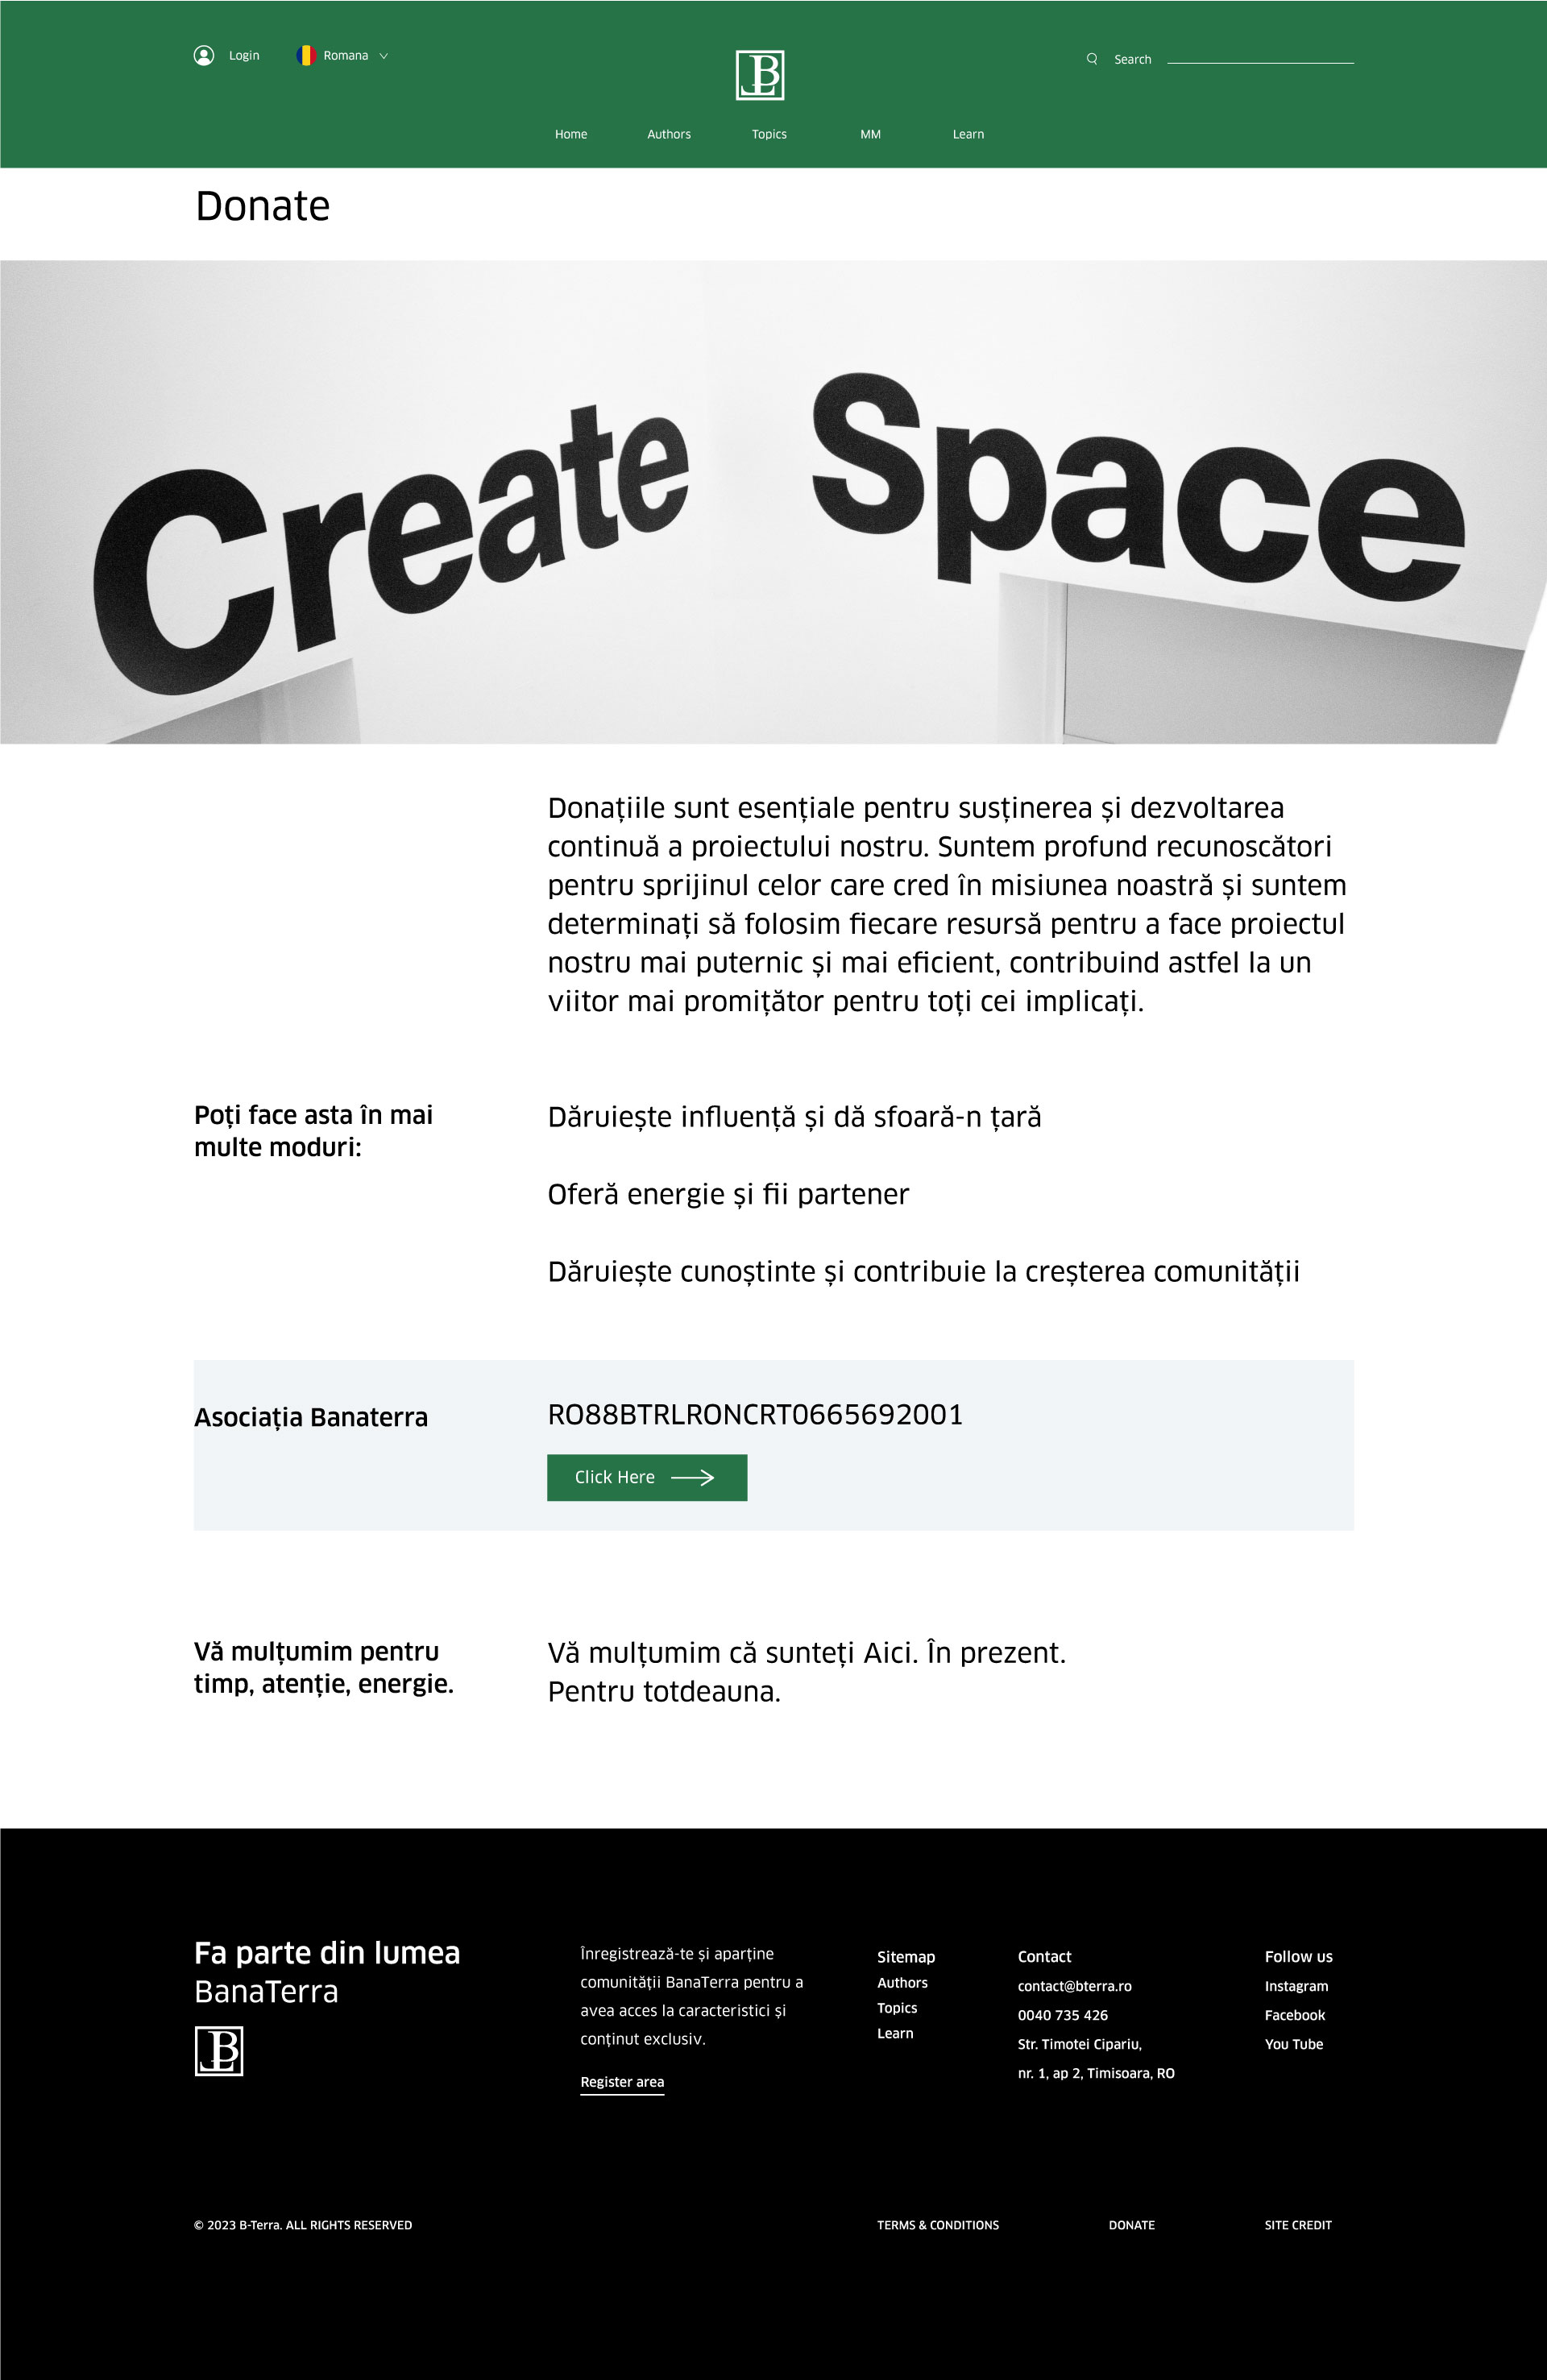 Login
Romana
Search
Home
Authors
Topics
MM
Learn
Donate
Create Space
Donațiile sunt esențiale pentru susținerea și dezvoltarea
continuă a proiectului nostru. Suntem profund recunoscători
pentru sprijinul celor care cred în misiunea noastră și suntem
determinați să folosim fiecare resursă pentru a face proiectul
nostru mai puternic și mai eficient, contribuind astfel la un
viitor mai promițător pentru toți cei implicați.
Poți face asta în mai
multe moduri:
Dăruiește influență și dă sfoară-n țară
Oferă energie și fii partener
Dăruiește cunoștinte și contribuie la creșterea comunității
Asociația Banaterra
RO88BTRLRONCRT0665692001
Click Here
Vă mulțumim pentru
timp, atenție, energie.
Vă mulțumim că sunteți Aici. În prezent.
Pentru totdeauna.
Fa parte din lumea
BanaTerra
Înregistrează-te și aparține
comunității BanaTerra pentru a
avea acces la caracteristici și
conținut exclusiv.
Register area
Sitemap
Authors
Topics
Learn
Contact
contact@bterra.ro
0040 735 426
Str. Timotei Cipariu,
nr. 1, ap 2, Timisoara, RO
Follow us
Instagram
Facebook
You Tube
© 2023 B-Terra. ALL RIGHTS RESERVED
TERMS & CONDITIONS
DONATE
SITE CREDIT